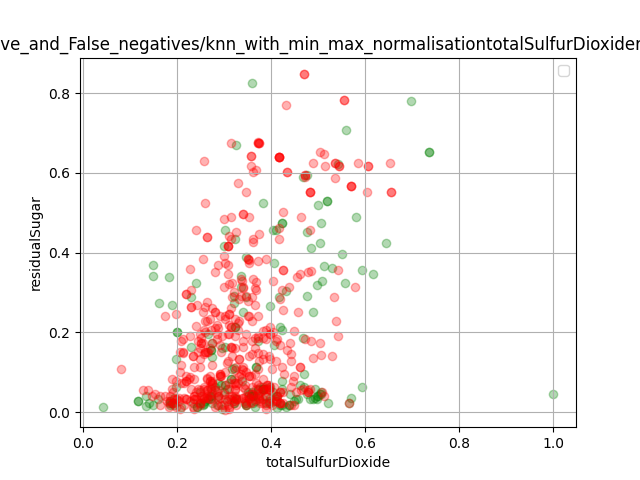 ve_and_False_negatives/knn_with_min_max_normalisationtotalSulfurDioxider
0.8
0.6
residualSugar
0.4
0.2
0.0
0.0 0.2 0.4 0.6 0.8 1.0
totalSulfurDioxide